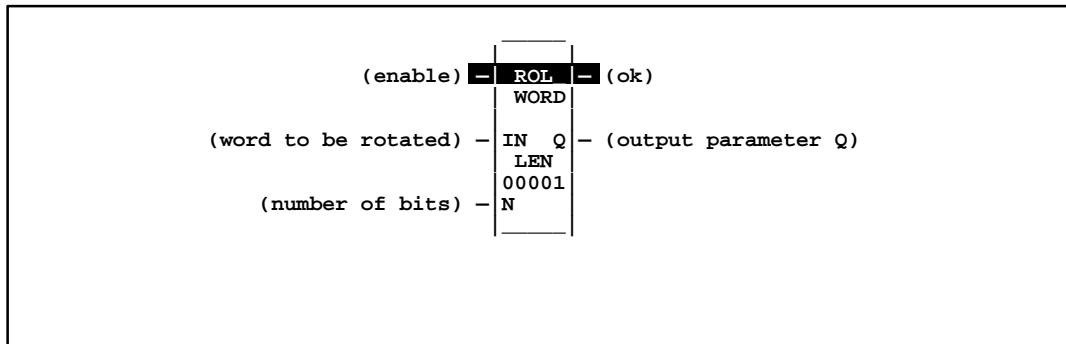 (enable) ROL (ok)
WORD
(word to be rotated) IN Q (output parameter Q)
LEN
00001
(number of bits) N